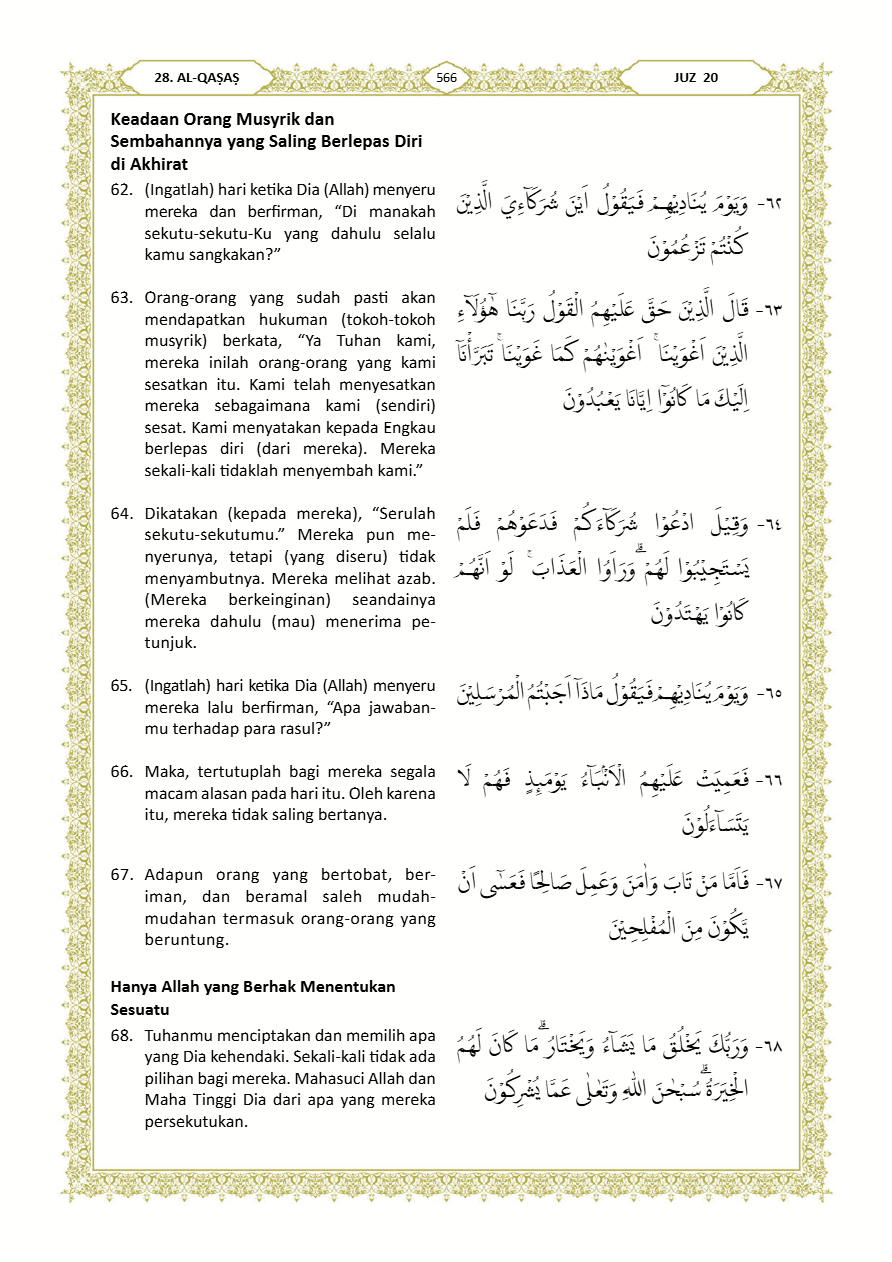 28. AL-QAṢAṢ
566
JUZ 20
Keadaan Orang Musyrik dan
Sembahannya yang Saling Berlepas Diri
di Akhirat
62. (Ingatlah) hari ketika Dia (Allah) menyeru
mereka dan berfirman, “Di manakah
sekutu-sekutu-Ku yang dahulu selalu
kamu sangkakan?”
٦٢- وَيَوْمَ يُنَادِيْهِمْ فَيَقُوْلُ اَيْنَ شُرَكَاۤءِيَ الَّذِيْنَ
كُنْتُمْ تَزْعُمُوْنَ
63. Orang-orang yang sudah pasti akan
mendapatkan hukuman (tokoh-tokoh
musyrik) berkata, “Ya Tuhan kami,
mereka inilah orang-orang yang kami
sesatkan itu. Kami telah menyesatkan
mereka sebagaimana kami (sendiri)
sesat. Kami menyatakan kepada Engkau
berlepas diri (dari mereka). Mereka
sekali-kali tidaklah menyembah kami.”
٦٣- قَالَ الَّذِيْنَ حَقَّ عَلَيْهِمُ الْقَوْلُ رَبَّنَا هٰٓؤُلَاۤءِ
الَّذِيْنَ اَغْوَيْنَاۚ اَغْوَيْنٰهُمْ كَمَا غَوَيْنَاۚ تَبَرَّأْنَآ
اِلَيْكَ مَا كَانُوْٓا اِيَّانَا يَعْبُدُوْنَ
64. Dikatakan (kepada mereka), “Serulah
sekutu-sekutumu.” Mereka pun me-
nyerunya, tetapi (yang diseru) tidak
menyambutnya. Mereka melihat azab.
(Mereka berkeinginan) seandainya
mereka dahulu (mau) menerima pe-
tunjuk.
٦٤- وَقِيْلَ ادْعُوْا شُرَكَاۤءَكُمْ فَدَعَوْهُمْ فَلَمْ
يَسْتَجِيْبُوْا لَهُمْ ۗوَرَاَوُا الْعَذَابَۚ لَوْ اَنَّهُمْ
كَانُوْا يَهْتَدُوْنَ
65. (Ingatlah) hari ketika Dia (Allah) menyeru
mereka lalu berfirman, “Apa jawaban-
mu terhadap para rasul?”
٦٥- وَيَوْمَ يُنَادِيْهِمْ فَيَقُوْلُ مَاذَآ اَجَبْتُمُ الْمُرْسَلِيْنَ
66. Maka, tertutuplah bagi mereka segala
macam alasan pada hari itu. Oleh karena
itu, mereka tidak saling bertanya.
٦٦- فَعَمِيَتْ عَلَيْهِمُ الْاَنْۢبَاۤءُ يَوْمَىِٕذٍ فَهُمْ لَا
يَتَسَاۤءَلُوْنَ
67. Adapun orang yang bertobat, ber-
iman, dan beramal saleh mudah-
mudahan termasuk orang-orang yang
beruntung.
٦٧- فَاَمَّا مَنْ تَابَ وَاٰمَنَ وَعَمِلَ صَالِحًا فَعَسٰٓى اَنْ
يَّكُوْنَ مِنَ الْمُفْلِحِيْنَ
Hanya Allah yang Berhak Menentukan
Sesuatu
68. Tuhanmu menciptakan dan memilih apa
yang Dia kehendaki. Sekali-kali tidak ada
pilihan bagi mereka. Mahasuci Allah dan
Maha Tinggi Dia dari apa yang mereka
persekutukan.
٦٨- وَرَبُّكَ يَخْلُقُ مَا يَشَاۤءُ وَيَخْتَارُ ۗمَا كَانَ لَهُمُ
الْخِيَرَةُ ۗسُبْحٰنَ اللّٰهِ وَتَعٰلٰى عَمَّا يُشْرِكُوْنَ